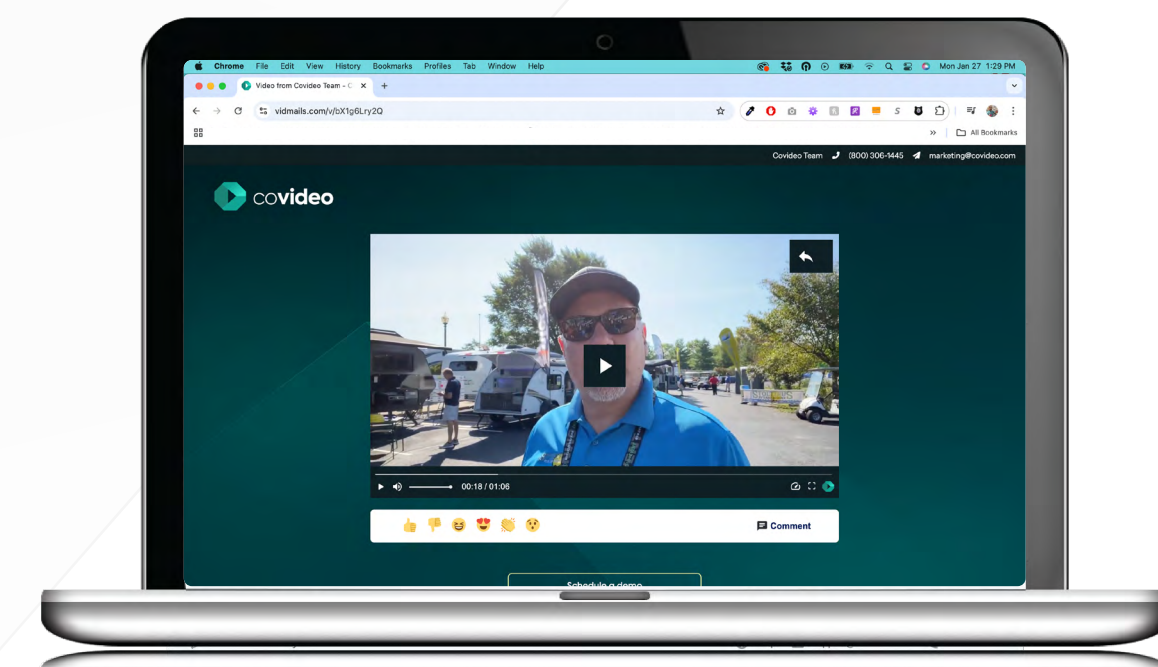 Chrome File Edit View History Bookmarks Profiles Tab Window Help Mon Jan 27 1:29 PM
Video from Covideo Team - C
vidmails.com/v/bX1g6Lry2Q
All Bookmarks
Covideo Team (800) 306-1445 marketing@covideo.com
covideo
00:18 / 01:06
Comment
Schedule a demo